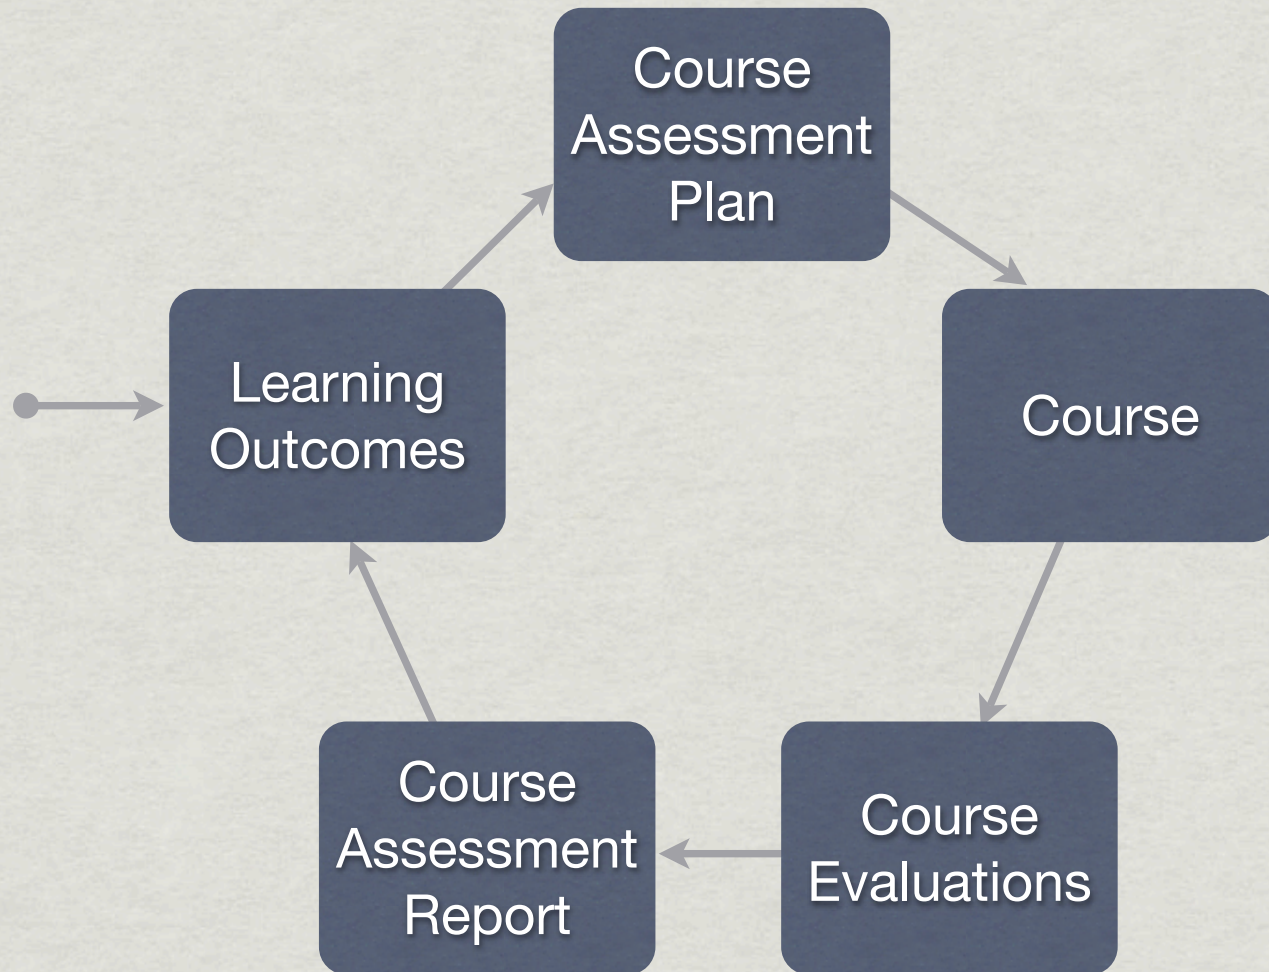 Course
Assessment
Plan
Learning
Outcomes
Course
Course
Assessment
Report
Course
Evaluations